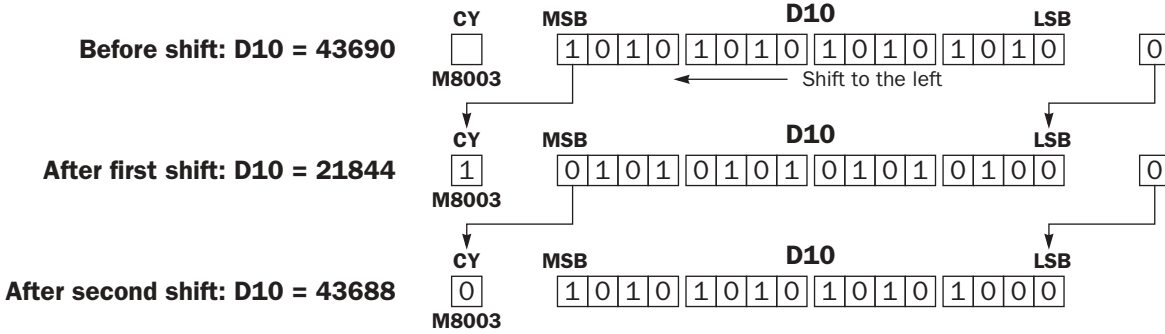 CY MSB D10 LSB
Before shift: D10 = 43690 1 0 1 0 1 0 1 0 1 0 1 0 1 0 1 0 0
M8003 Shift to the left
CY MSB D10 LSB
After first shift: D10 = 21844 1 0 1 0 1 0 1 0 1 0 1 0 1 0 1 0 0 0
M8003
CY MSB D10 LSB
After second shift: D10 = 43688 0 1 0 1 0 1 0 1 0 1 0 1 0 1 0 0 0
M8003